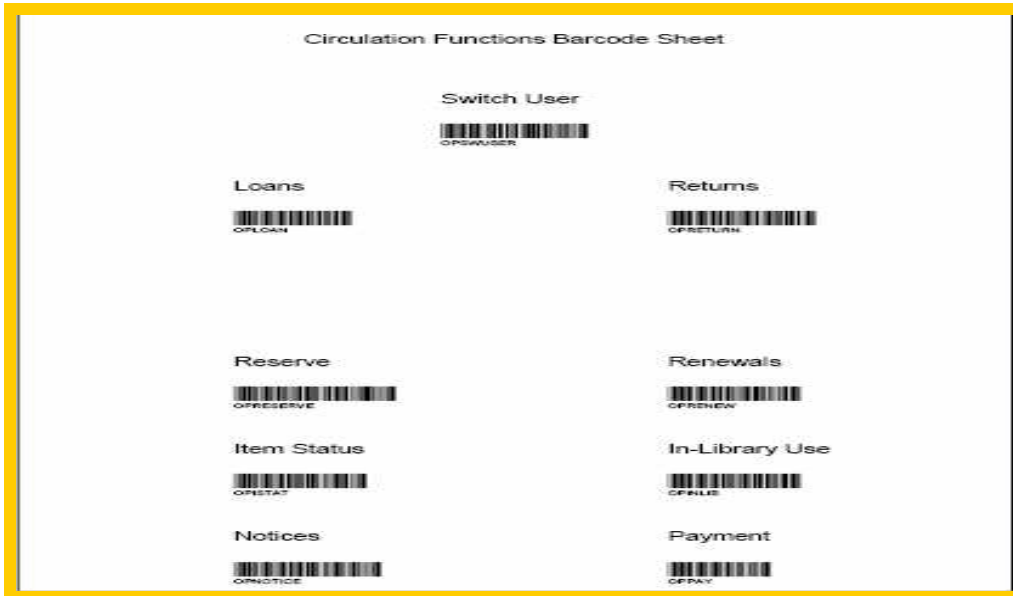 Circulation Functions Barcode Sheet
Switch User
OPSWUSER
Loans
Returns
OPLOAN
OPRETURN
Reserve
Renewals
OPRESERVE
OPRENEW
Item Status
In-Library Use
OPISTAT
OPINLIB
Notices
Payment
OPNOTICE
OPPAY